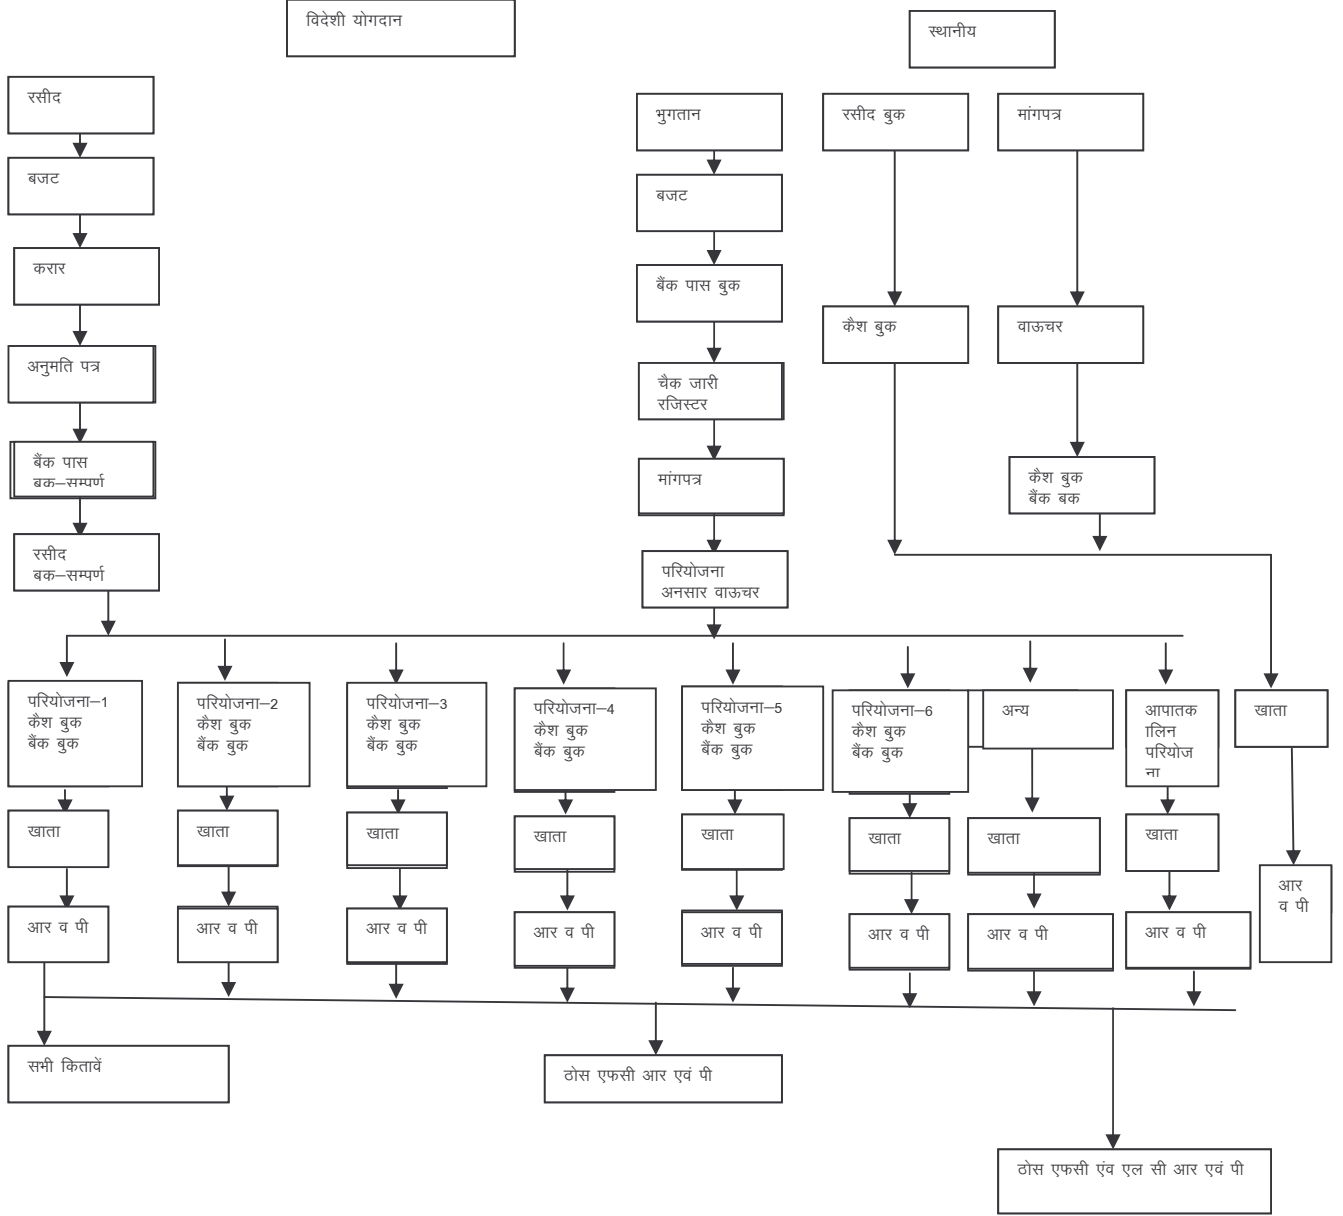 विदेशी योगदान
स्थानीय
रसीद
भुगतान
रसीद बुक
मांगपत्र
बजट
बजट
करार
बैंक पास बुक
कैश बुक
वाऊचर
अनुमति पत्र
चैक जारी
रजिस्टर
बैंक पास
बक–सम्पर्ण
मांगपत्र
कैश बुक
बैंक बक
रसीद
बक–सम्पर्ण
परियोजना
अनसार वाऊचर
परियोजना–1
कैश बुक
बैंक बुक
परियोजना–2
कैश बुक
बैंक बुक
परियोजना–3
कैश बुक
बैंक बुक
परियोजना–4
कैश बुक
बैंक बुक
परियोजना–5
कैश बुक
बैंक बुक
परियोजना–6
कैश बुक
बैंक बुक
अन्य
आपातक
ालिन
परियोज
ना
खाता
खाता
खाता
खाता
खाता
खाता
खाता
खाता
खाता
आर व पी
आर व पी
आर व पी
आर व पी
आर व पी
आर व पी
आर व पी
आर व पी
आर
व पी
सभी कितावें
ठोस एफसी आर एवं पी
ठोस एफसी एंव एल सी आर एवं पी